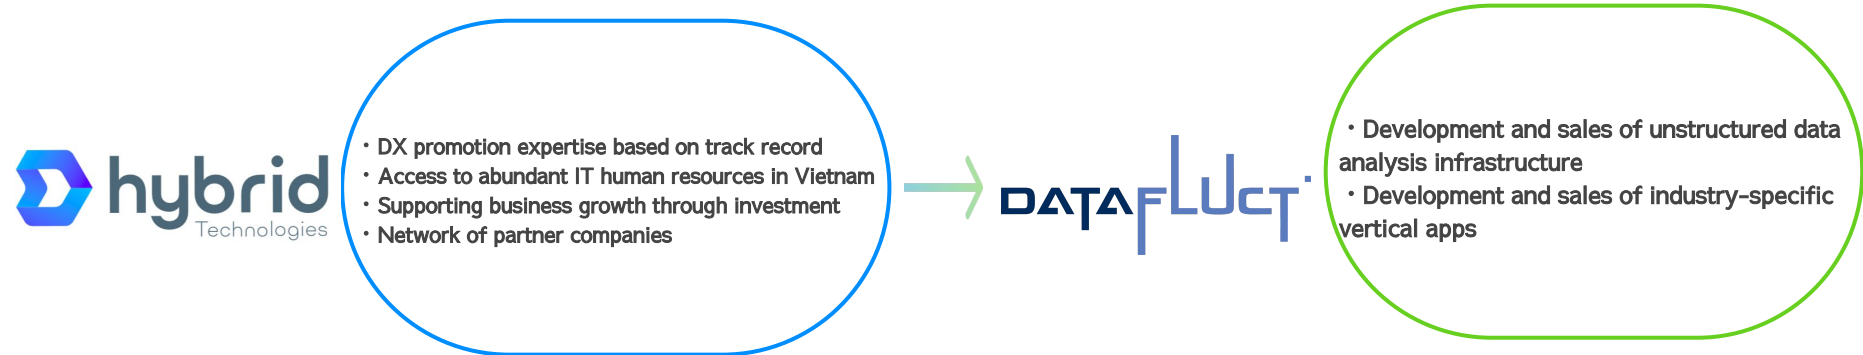 hybrid
Technologies
・DX promotion expertise based on track record
・Access to abundant IT human resources in Vietnam
・Supporting business growth through investment
・Network of partner companies
DATAFLUCT
・Development and sales of unstructured data
analysis infrastructure
・Development and sales of industry-specific
vertical apps